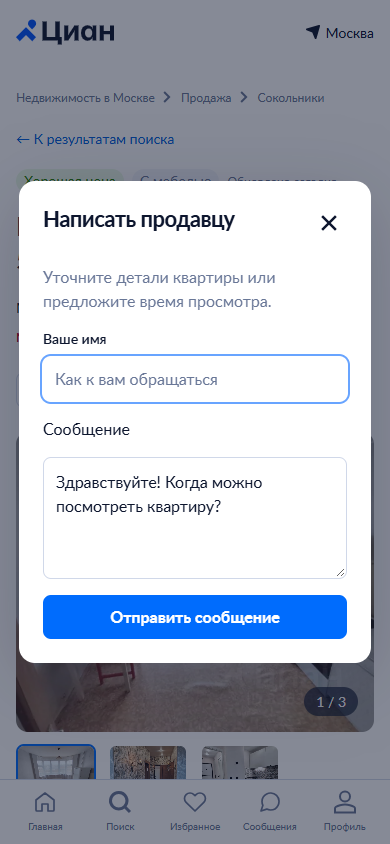 Циан
Москва
Недвижимость в Москве
Продажа
Сокольники
← К результатам поиска
Написать продавцу
Уточните детали квартиры или
предложите время просмотра.
Ваше имя
Как к вам обращаться
Сообщение
Здравствуйте! Когда можно
посмотреть квартиру?
Отправить сообщение
1 / 3
Главная
Поиск
Избранное
Сообщения
Профиль